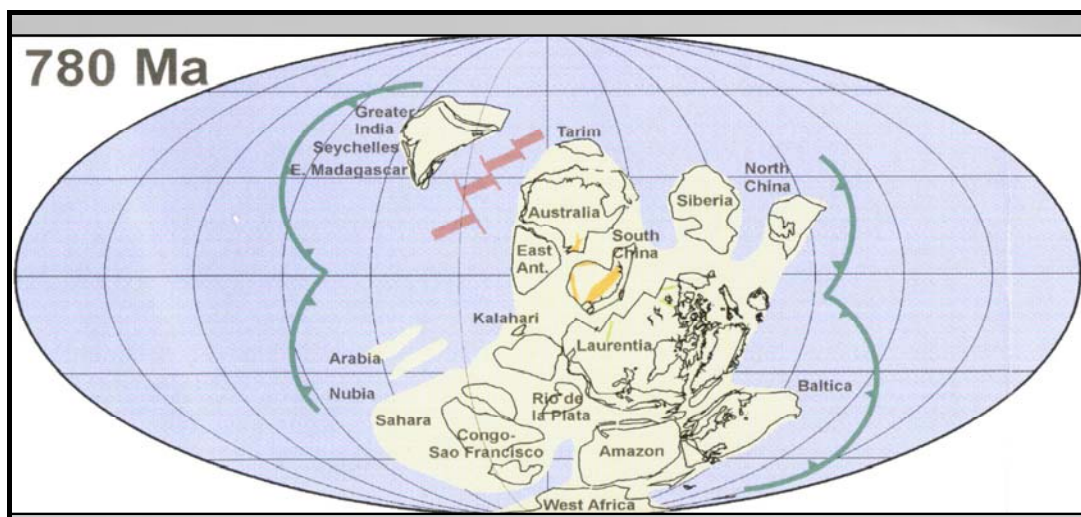 780 Ma
Greater
India
Seychelles
E. Madagascar
Tarim
Australia
Siberia
North
China
East
Ant.
South
China
Kalahari
Laurentia
Arabia
Nubia
Baltica
Sahara
Rio de
la Plata
Congo-
Sao Francisco
Amazon
West Africa